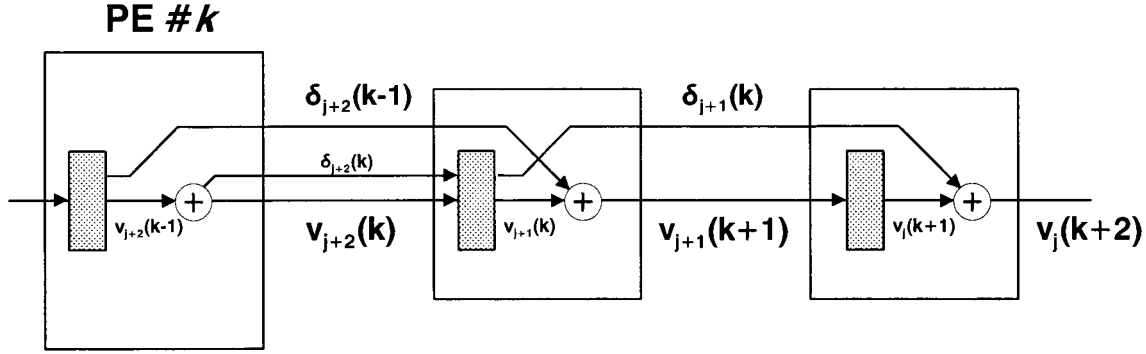 PE #k
δj+2(k-1)
δj+1(k)
δj+2(k)
vj+2(k-1)
+
vj+2(k)
vj+1(k)
+
vj+1(k+1)
vj(k+1)
+
vj(k+2)